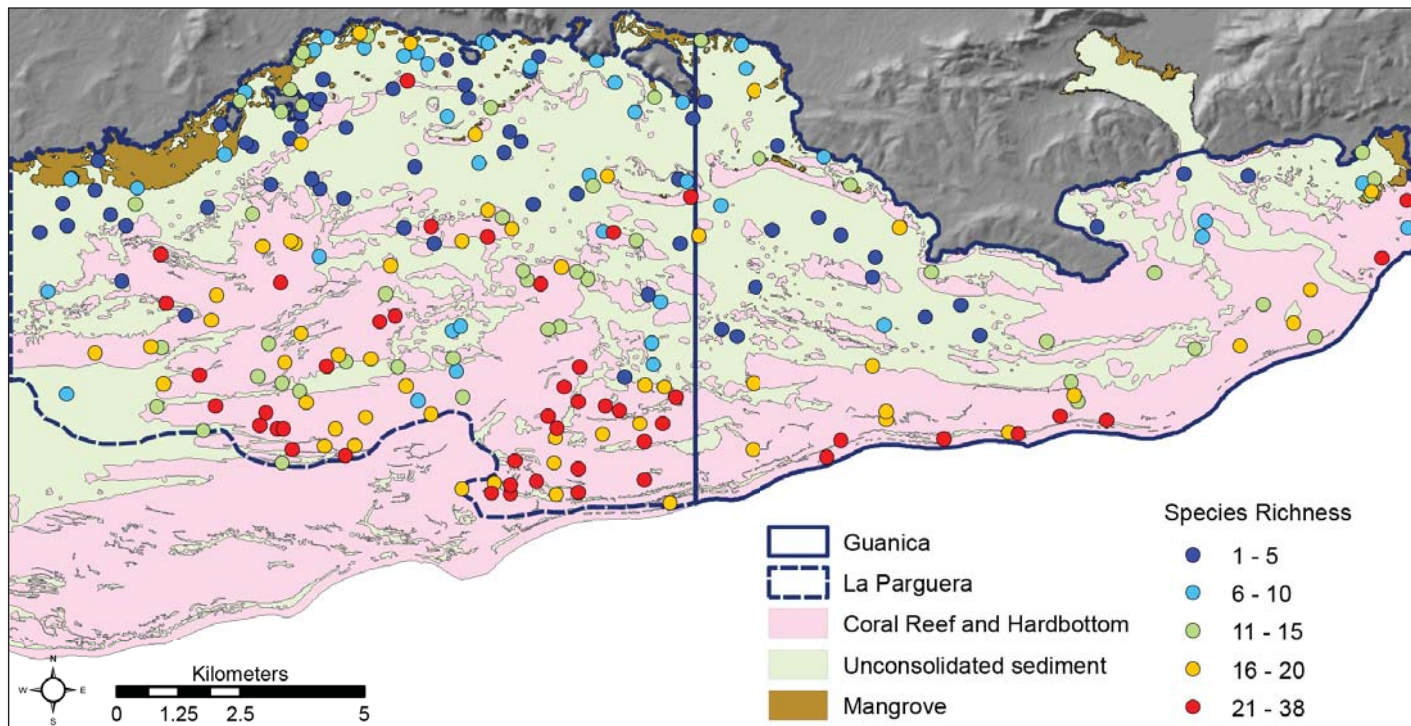 Guanica
La Parguera
Coral Reef and Hardbottom
Unconsolidated sediment
Mangrove
Species Richness
1 - 5
6 - 10
11 - 15
16 - 20
21 - 38
N
W E
S
Kilometers
0 1.25 2.5 5